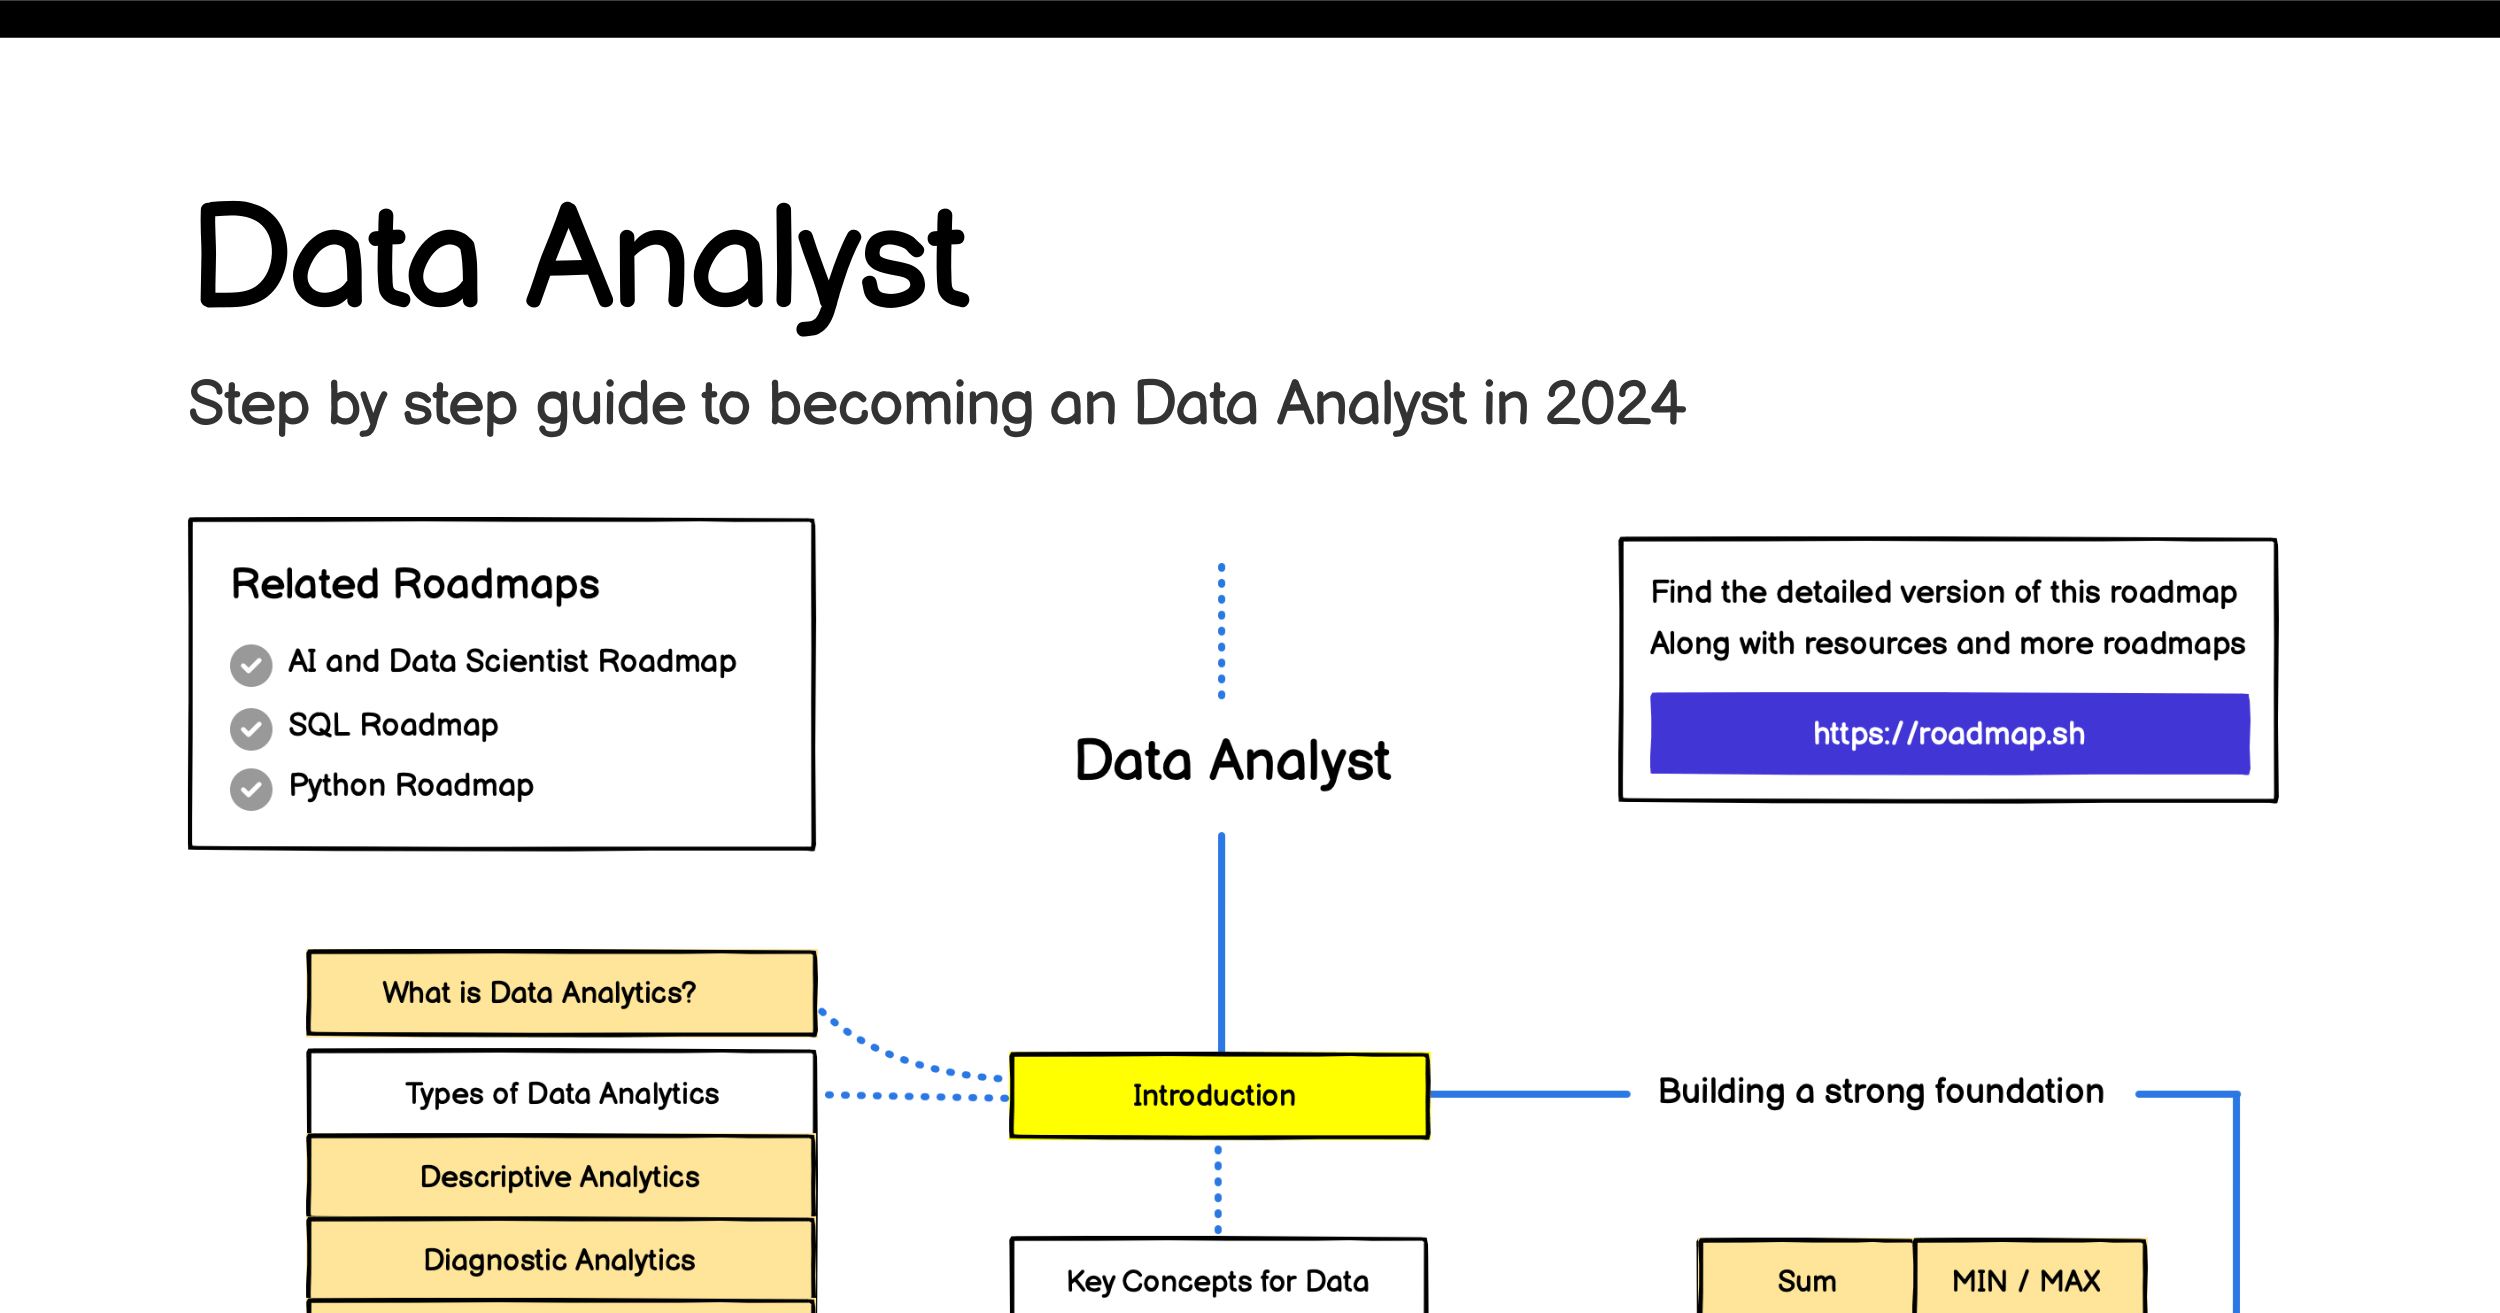 Data Analyst
Step by step guide to becoming an Data Analyst in 2024
Related Roadmaps
AI and Data Scientist Roadmap
SQL Roadmap
Python Roadmap
Find the detailed version of this roadmap
Along with resources and more roadmaps
https://roadmap.sh
Data Analyst
What is Data Analytics?
Types of Data Analytics
Descriptive Analytics
Diagnostic Analytics
Introduction
Building a strong foundation
Key Concepts for Data
Sum
MIN / MAX